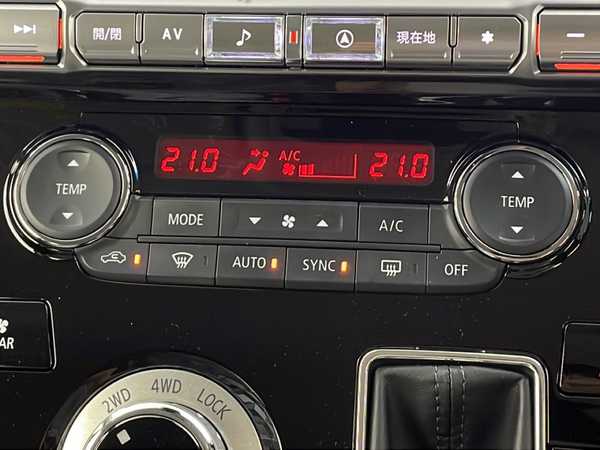 開/閉 AV 現在地
21.0 A/C 21.0
TEMP TEMP
MODE A/C
AUTO SYNC OFF
AR
2WD 4WD LOCK